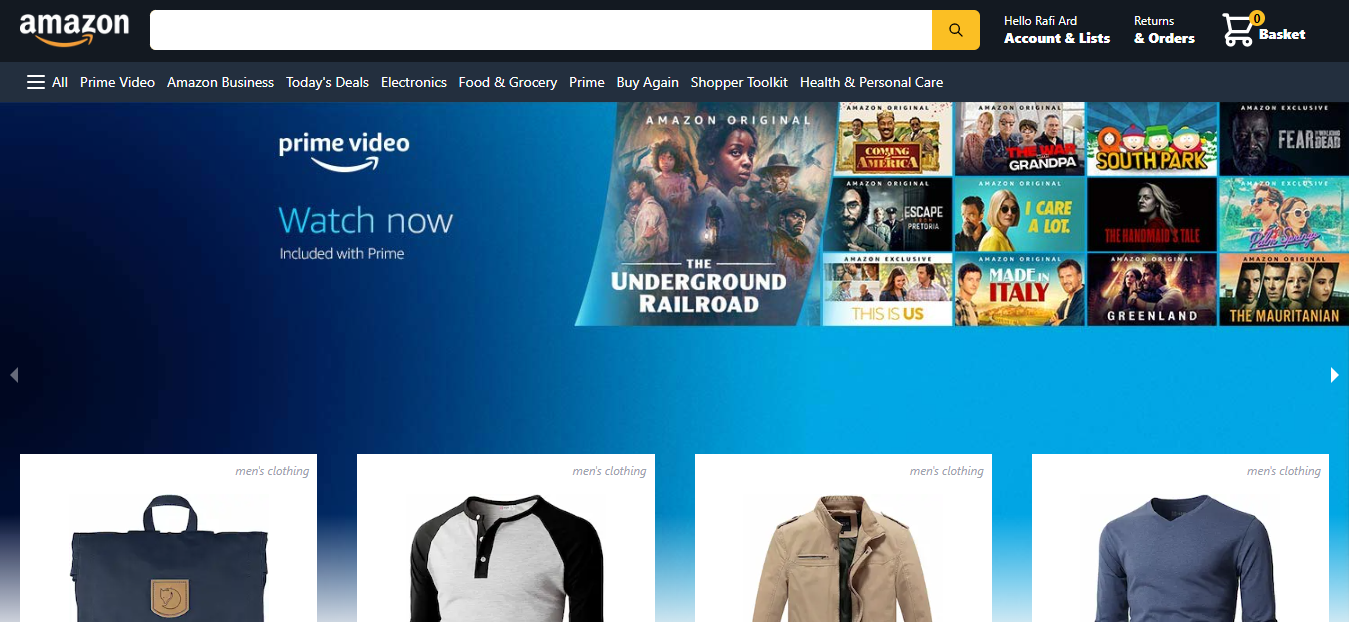 amazon
Hello Rafi Ard
Account & Lists
Returns
& Orders
0
Basket
All Prime Video Amazon Business Today's Deals Electronics Food & Grocery Prime Buy Again Shopper Toolkit Health & Personal Care
prime video
Watch now
Included with Prime
AMAZON ORIGINAL
THE
UNDERGROUND
RAILROAD
AMAZON ORIGINAL
COMING
2
AMERICA
AMAZON ORIGINAL
THE WAR
WITH
GRANDPA
SOUTH PARK
AMAZON EXCLUSIVE
FEAR THE WALKING DEAD
AMAZON ORIGINAL
ESCAPE
FROM
PRETORIA
AMAZON ORIGINAL
I CARE
A LOT.
THE HANDMAID'S TALE
AMAZON EXCLUSIVE
Palm Springs
AMAZON EXCLUSIVE
THIS IS US
AMAZON ORIGINAL
MADE IN
ITALY
AMAZON ORIGINAL
GREENLAND
AMAZON ORIGINAL
THE MAURITANIAN
men's clothing
men's clothing
men's clothing
men's clothing